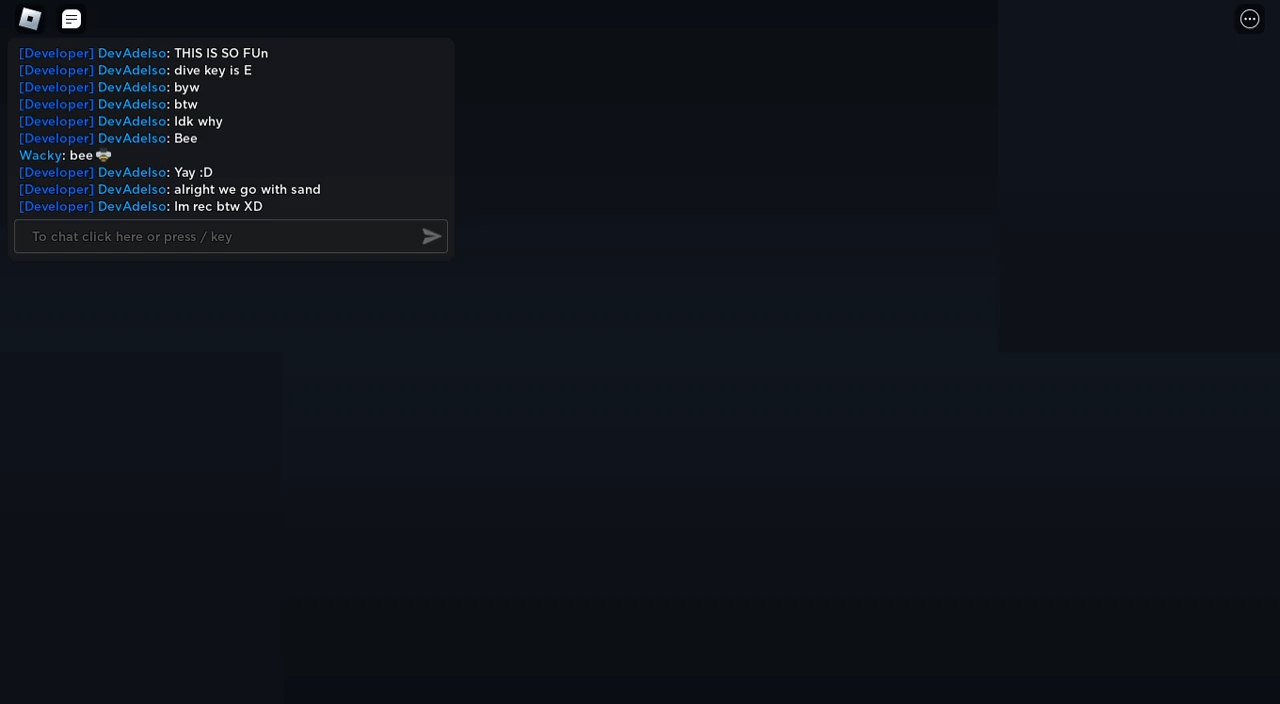 [Developer] DevAdelso: THIS IS SO FUn
[Developer] DevAdelso: dive key is E
[Developer] DevAdelso: byw
[Developer] DevAdelso: btw
[Developer] DevAdelso: Idk why
[Developer] DevAdelso: Bee
Wacky: bee 🐝
[Developer] DevAdelso: Yay :D
[Developer] DevAdelso: alright we go with sand
[Developer] DevAdelso: Im rec btw XD
To chat click here or press / key